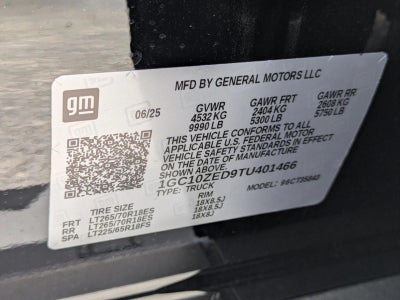 gm
MFD BY GENERAL MOTORS LLC
06/25 GVWR GAWR FRT GAWR RR
4532 KG 2404 KG 2608 KG
9990 LB 5300 LB 5750 LB
THIS VEHICLE CONFORMS TO ALL
APPLICABLE U.S. FEDERAL MOTOR
VEHICLE SAFETY STANDARDS IN EFFECT
ON THE DATE OF MANUFACTURE
SHOWN ABOVE.
1GC10ZED9TU401466
TYPE: TRUCK MODEL:
TIRE SIZE RIM
FRT LT265/70R18ES 18X8.5J
RR LT265/70R18ES 18X8.5J
SPA LT225/65R18FS 18X8J